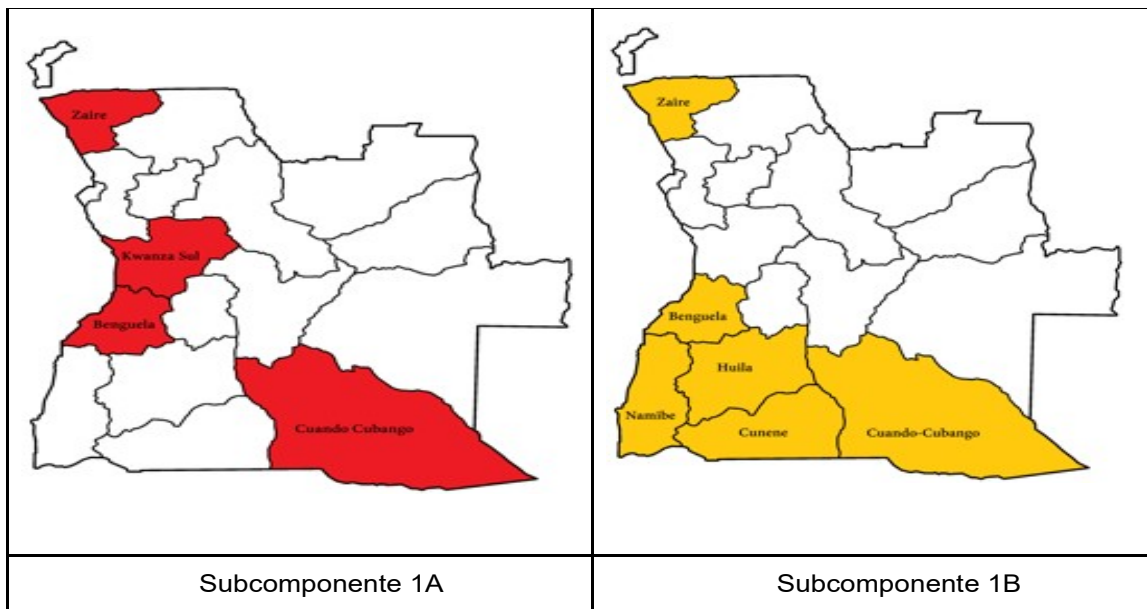 Zaire
Kwanza Sul
Benguela
Cuando Cubango
Zaire
Benguela
Huila
Namibe
Cunene
Cuando-Cubango
Subcomponente 1A
Subcomponente 1B